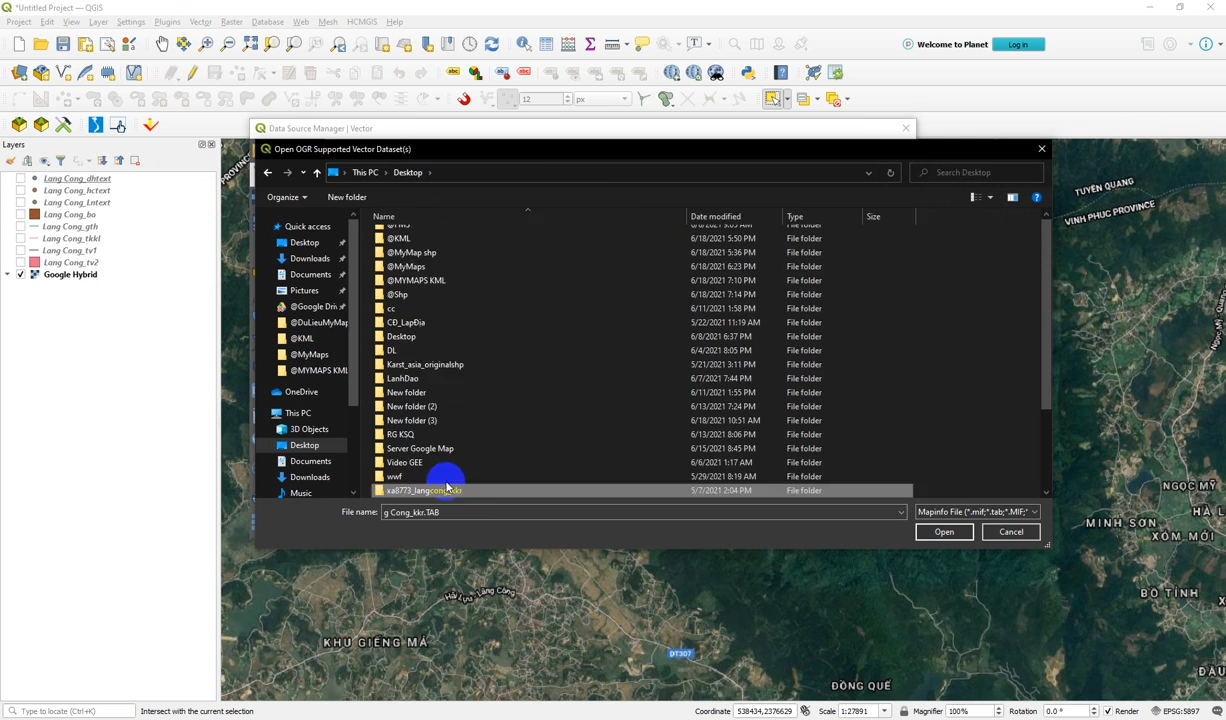 *Untitled Project — QGIS
Project Edit View Layer Settings Plugins Vector Raster Database Web Mesh HCMGIS Help
Welcome to Planet Log in
12 px
Layers
Lang Cong_dhtext
Lang Cong_hctext
Lang Cong_Lntext
Lang Cong_bo
Lang Cong_gth
Lang Cong_tkkl
Lang Cong_tv1
Lang Cong_tv2
Google Hybrid
Data Source Manager | Vector
Open OGR Supported Vector Dataset(s)
This PC Desktop
Search Desktop
Organize New folder
Quick access
Desktop
Downloads
Documents
Pictures
@Google Driv
@DuLieuMyMap
@KML
@MyMaps
@MYMAPS KML
OneDrive
This PC
3D Objects
Desktop
Documents
Downloads
Music
Name Date modified Type Size
@KML 6/18/2021 5:50 PM File folder
@MyMap shp 6/18/2021 5:36 PM File folder
@MyMaps 6/18/2021 6:23 PM File folder
@MYMAPS KML 6/18/2021 7:10 PM File folder
@Shp 6/18/2021 7:14 PM File folder
cc 6/11/2021 1:58 PM File folder
CĐ_LapĐịa 5/22/2021 11:19 AM File folder
Desktop 6/8/2021 6:37 PM File folder
DL 6/4/2021 8:05 PM File folder
Karst_asia_originalshp 5/21/2021 3:11 PM File folder
LanhDao 6/7/2021 7:44 PM File folder
New folder 6/11/2021 1:55 PM File folder
New folder (2) 6/13/2021 7:24 PM File folder
New folder (3) 6/18/2021 10:51 AM File folder
RG KSQ 6/13/2021 8:06 PM File folder
Server Google Map 6/15/2021 8:45 PM File folder
Video GEE 6/6/2021 1:17 AM File folder
wwf 5/29/2021 8:19 AM File folder
xa8773_langcong_kkr 5/7/2021 2:04 PM File folder
File name: g Cong_kkr.TAB Mapinfo File (*.mif;*.tab;*.MIF;*
Open Cancel
TUYÊN QUANG
VINH PHUC PROVINCE
NGỌC MỸ
MINH SƠN
XÓM MỚI
BỒ TỈNH
Hải Lựu Lãng Công
KHU GIẾNG MÁ
ĐT307
ĐỒNG QUẾ
Type to locate (Ctrl+K) Intersect with the current selection Coordinate 538434,2376629 Scale 1:27891 Magnifier 100% Rotation 0.0 ° Render EPSG:5897